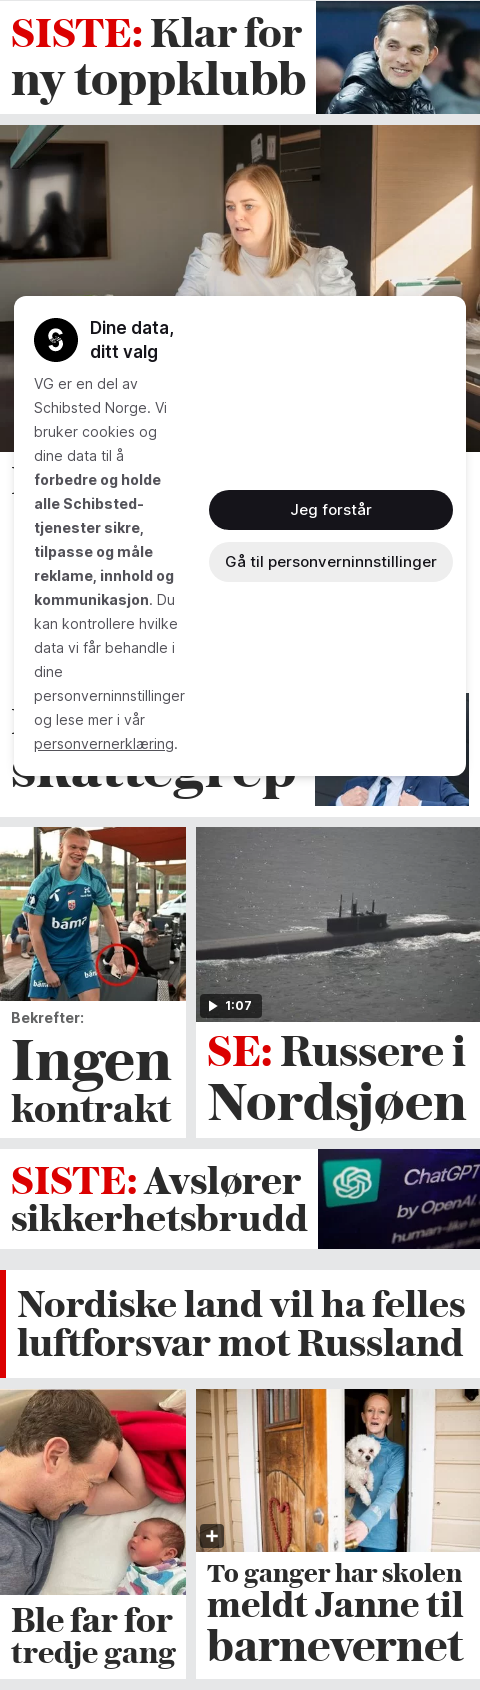 SISTE: Klar for
ny toppklubb
Dine data,
ditt valg
VG er en del av
Schibsted Norge. Vi
bruker cookies og
dine data til å
forbedre og holde
alle Schibsted-
tjenester sikre,
tilpasse og måle
reklame, innhold og
kommunikasjon. Du
kan kontrollere hvilke
data vi får behandle i
dine
personverninnstillinger
og lese mer i vår
personvernerklæring.
Jeg forstår
Gå til personverninnstillinger
skattegrep
bama
1:07
Bekrefter:
Ingen
kontrakt
SE: Russere i
Nordsjøen
SISTE: Avslører
sikkerhetsbrudd
ChatGPT
by OpenAI.
human-like
Nordiske land vil ha felles
luftforsvar mot Russland
Ble far for
tredje gang
To ganger har skolen
meldt Janne til
barnevernet